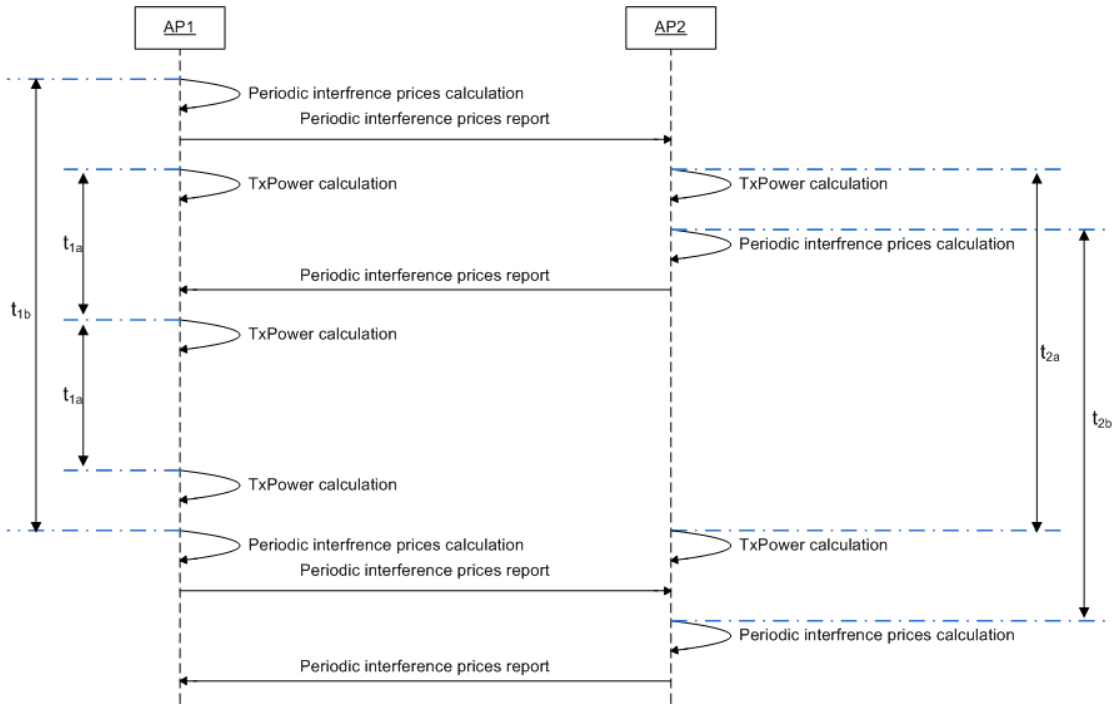 AP1
AP2
Periodic interfrence prices calculation
Periodic interference prices report
TxPower calculation
TxPower calculation
t1a
Periodic interfrence prices calculation
Periodic interference prices report
t1b
TxPower calculation
t2a
t1a
t2b
TxPower calculation
Periodic interfrence prices calculation
TxPower calculation
Periodic interference prices report
Periodic interfrence prices calculation
Periodic interference prices report